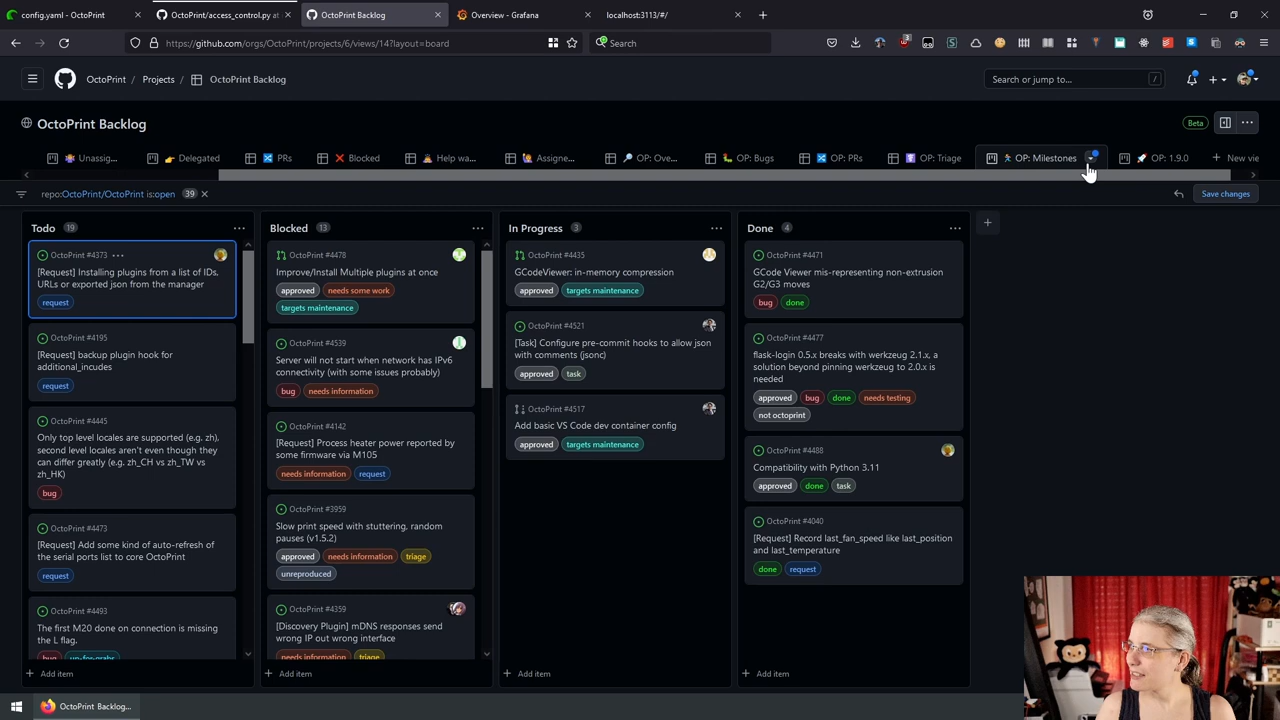 config.yaml - OctoPrint
OctoPrint/access_control.py at
OctoPrint Backlog
Overview - Grafana
localhost:3113/#/
https://github.com/orgs/OctoPrint/projects/6/views/14?layout=board
Search
OctoPrint
Projects
OctoPrint Backlog
Search or jump to...
/
OctoPrint Backlog
Beta
Unassig...
Delegated
PRs
Blocked
Help wa...
Assigne...
OP: Ove...
OP: Bugs
OP: PRs
OP: Triage
OP: Milestones
OP: 1.9.0
New vie
repo:OctoPrint/OctoPrint is:open
39
Save changes
Todo 19
OctoPrint #4373
[Request] Installing plugins from a list of IDs,
URLs or exported json from the manager
request
OctoPrint #4195
[Request] backup plugin hook for
additional_incudes
request
OctoPrint #4445
Only top level locales are supported (e.g. zh),
second level locales aren't even though they
can differ greatly (e.g. zh_CH vs zh_TW vs
zh_HK)
bug
OctoPrint #4473
[Request] Add some kind of auto-refresh of
the serial ports list to core OctoPrint
request
OctoPrint #4493
The first M20 done on connection is missing
the L flag.
bug up-for-grabs
Add item
Blocked 13
OctoPrint #4478
Improve/Install Multiple plugins at once
approved needs some work
targets maintenance
OctoPrint #4539
Server will not start when network has IPv6
connectivity (with some issues probably)
bug needs information
OctoPrint #4142
[Request] Process heater power reported by
some firmware via M105
needs information request
OctoPrint #3959
Slow print speed with stuttering, random
pauses (v1.5.2)
approved needs information triage
unreproduced
OctoPrint #4359
[Discovery Plugin] mDNS responses send
wrong IP out wrong interface
needs information triage
Add item
In Progress 3
OctoPrint #4435
GCodeViewer: in-memory compression
approved targets maintenance
OctoPrint #4521
[Task] Configure pre-commit hooks to allow json
with comments (jsonc)
approved task
OctoPrint #4517
Add basic VS Code dev container config
approved targets maintenance
Add item
Done 4
OctoPrint #4471
GCode Viewer mis-representing non-extrusion
G2/G3 moves
bug done
OctoPrint #4477
flask-login 0.5.x breaks with werkzeug 2.1.x, a
solution beyond pinning werkzeug to 2.0.x is
needed
approved bug done needs testing
not octoprint
OctoPrint #4488
Compatibility with Python 3.11
approved done task
OctoPrint #4040
[Request] Record last_fan_speed like last_position
and last_temperature
done request
Add item
OctoPrint Backlog...